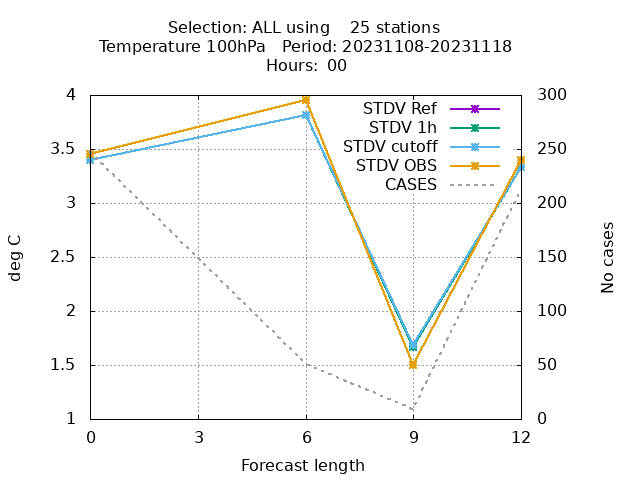 Selection: ALL using    25 stations
Temperature 100hPa   Period: 20231108-20231118
Hours:  00
STDV Ref
STDV 1h
STDV cutoff
STDV OBS
CASES
4
3.5
3
2.5
2
1.5
1
300
250
200
150
100
50
0
0
3
6
9
12
deg C
No cases
Forecast length